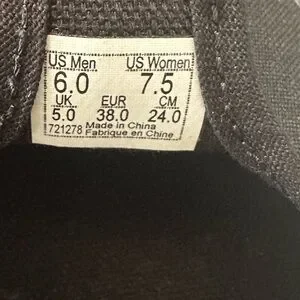 US Men US Women
6.0 7.5
UK EUR CM
5.0 38.0 24.0
721278 Made in China
Fabrique en Chine